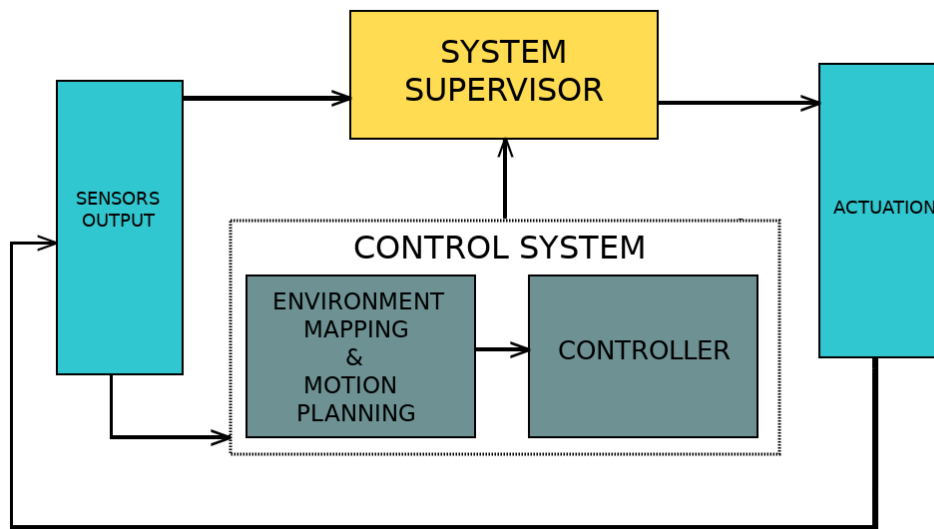 SYSTEM
SUPERVISOR
SENSORS
OUTPUT
ACTUATION
CONTROL SYSTEM
ENVIRONMENT
MAPPING
&
MOTION
PLANNING
CONTROLLER